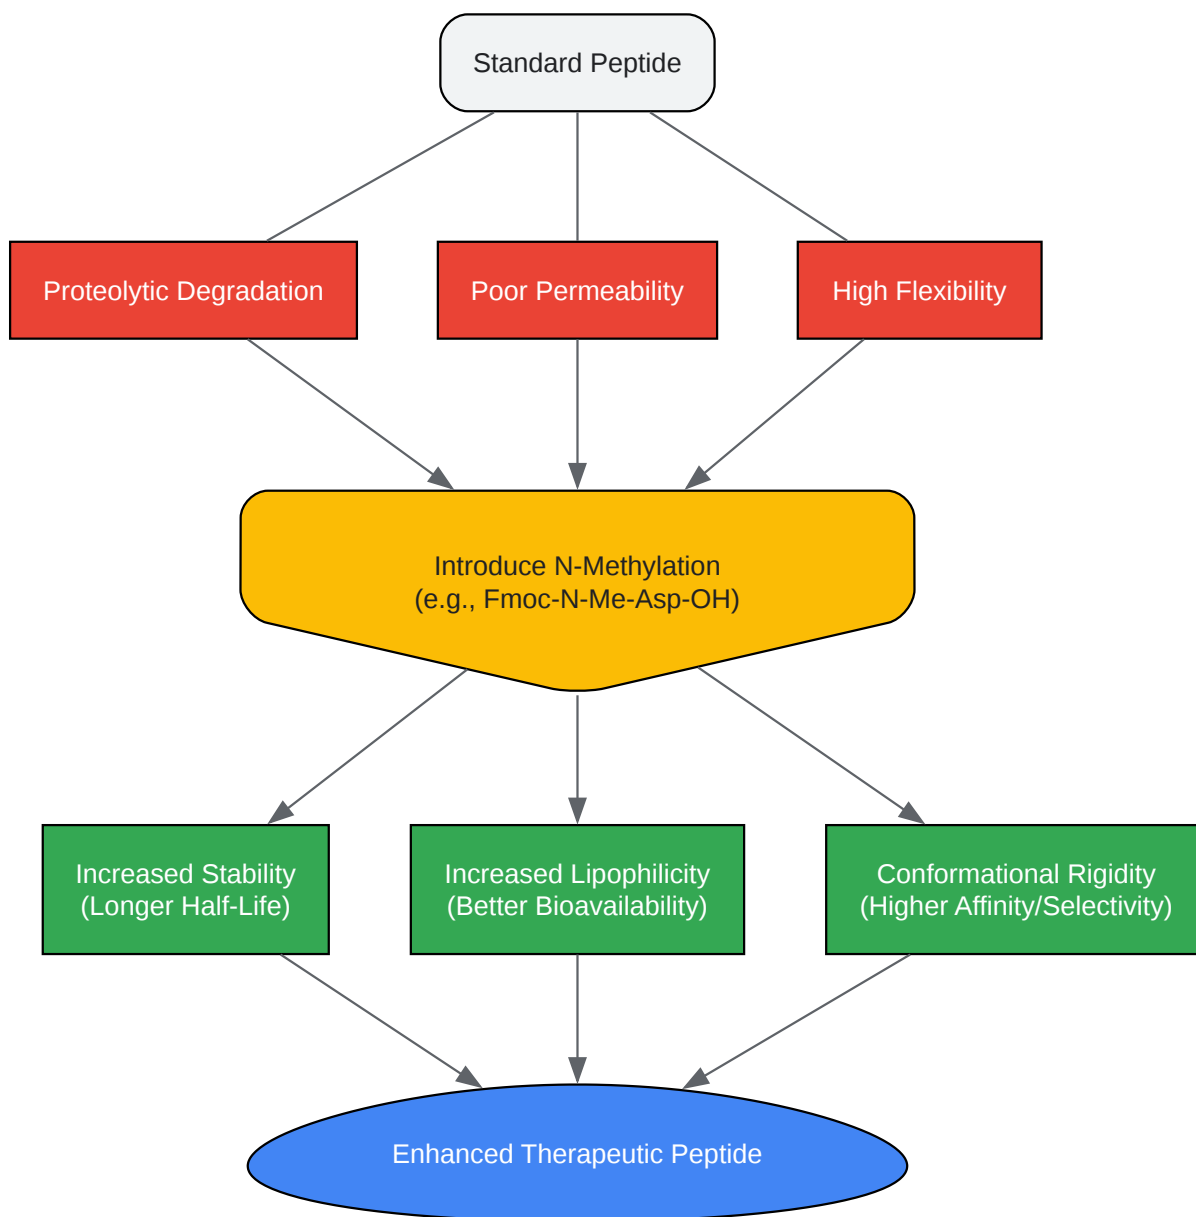 Standard Peptide
Proteolytic Degradation
Poor Permeability
High Flexibility
Introduce N-Methylation
(e.g., Fmoc-N-Me-Asp-OH)
Increased Stability
(Longer Half-Life)
Increased Lipophilicity
(Better Bioavailability)
Conformational Rigidity
(Higher Affinity/Selectivity)
Enhanced Therapeutic Peptide